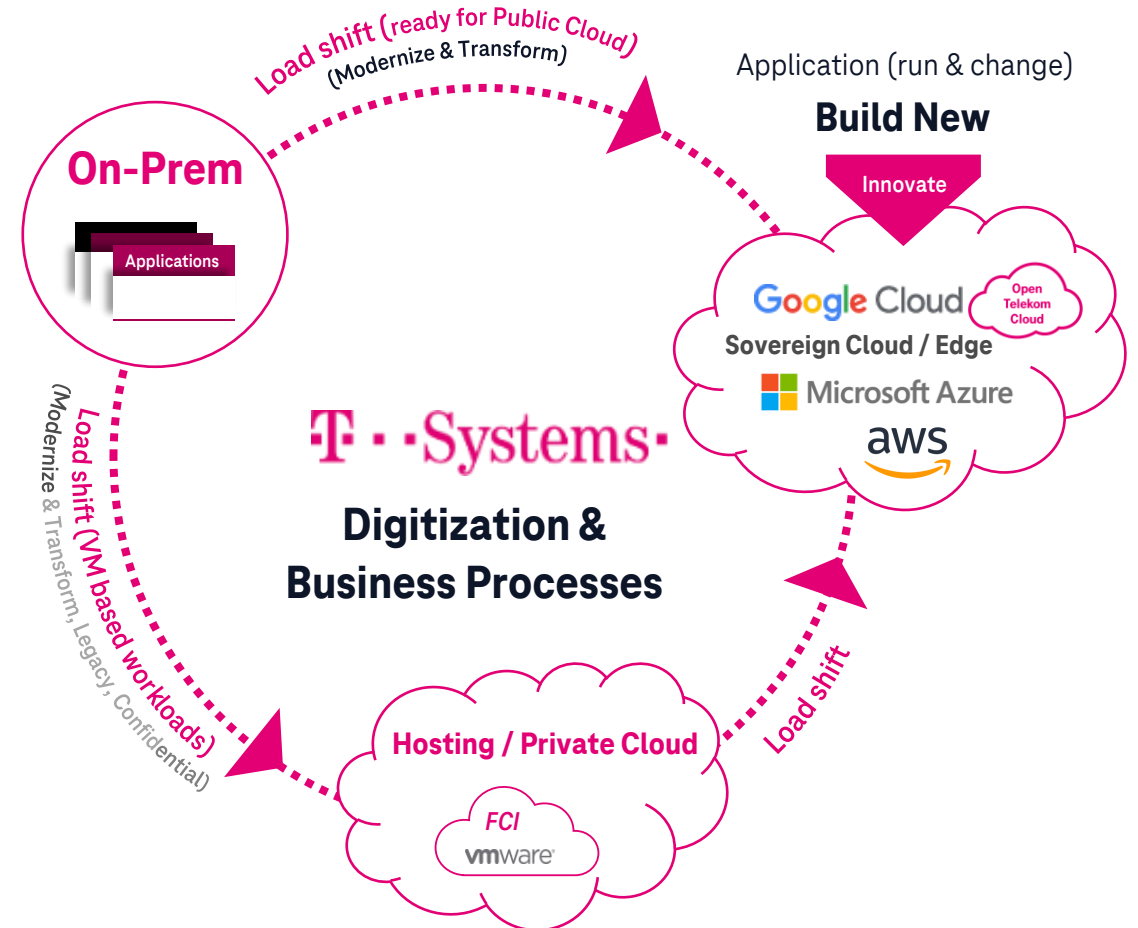 Load shift (ready for Public Cloud)
(Modernize & Transform)
Application (run & change)
Build New
Innovate
On-Prem
Applications
Google Cloud
Open
Telekom
Cloud
Sovereign Cloud / Edge
Microsoft Azure
aws
T··Systems·
Digitization &
Business Processes
Load shift (VM based workloads)
(Modernize & Transform, Legacy, Confidential)
Load shift
Hosting / Private Cloud
FCI
vmware®